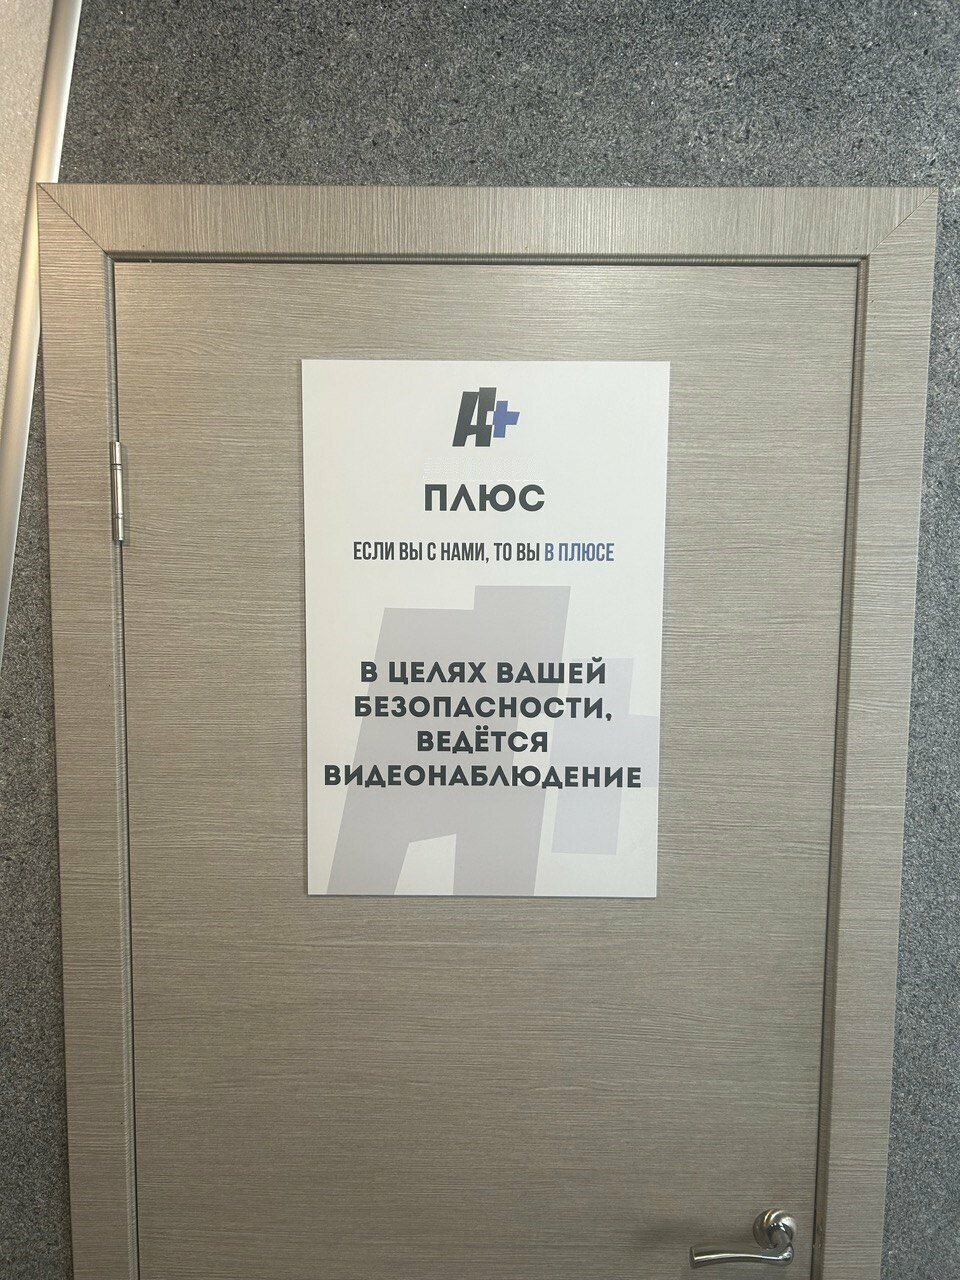 Д+
ПЛЮС
ЕСЛИ ВЫ С НАМИ, ТО ВЫ В ПЛЮСЕ
В ЦЕЛЯХ ВАШЕЙ
БЕЗОПАСНОСТИ,
ВЕДЁТСЯ
ВИДЕОНАБЛЮДЕНИЕ